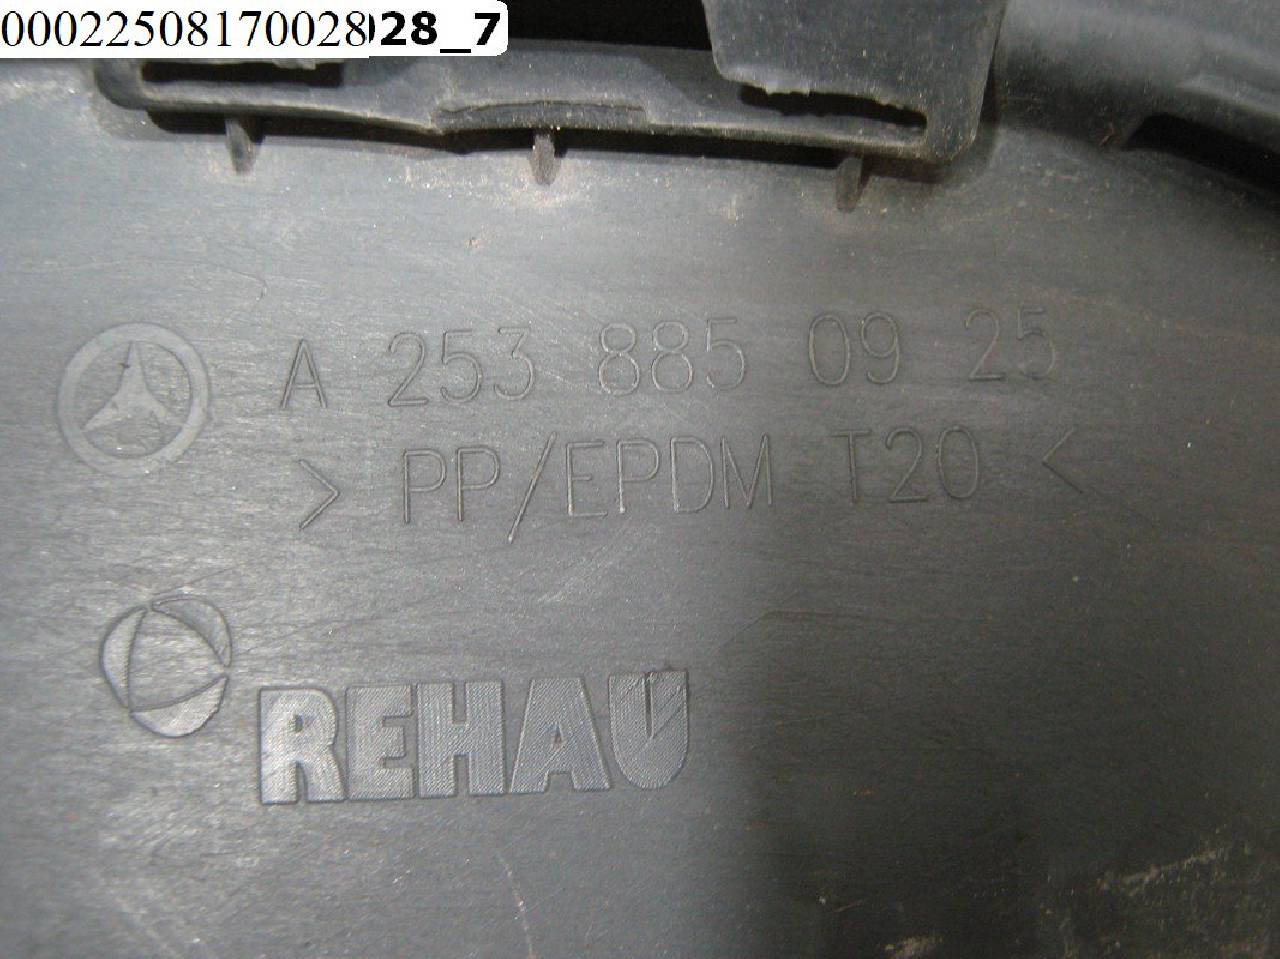 00022508170028 28_7
A 253 885 09 25
> PP/EPDM T20 <
REHAU